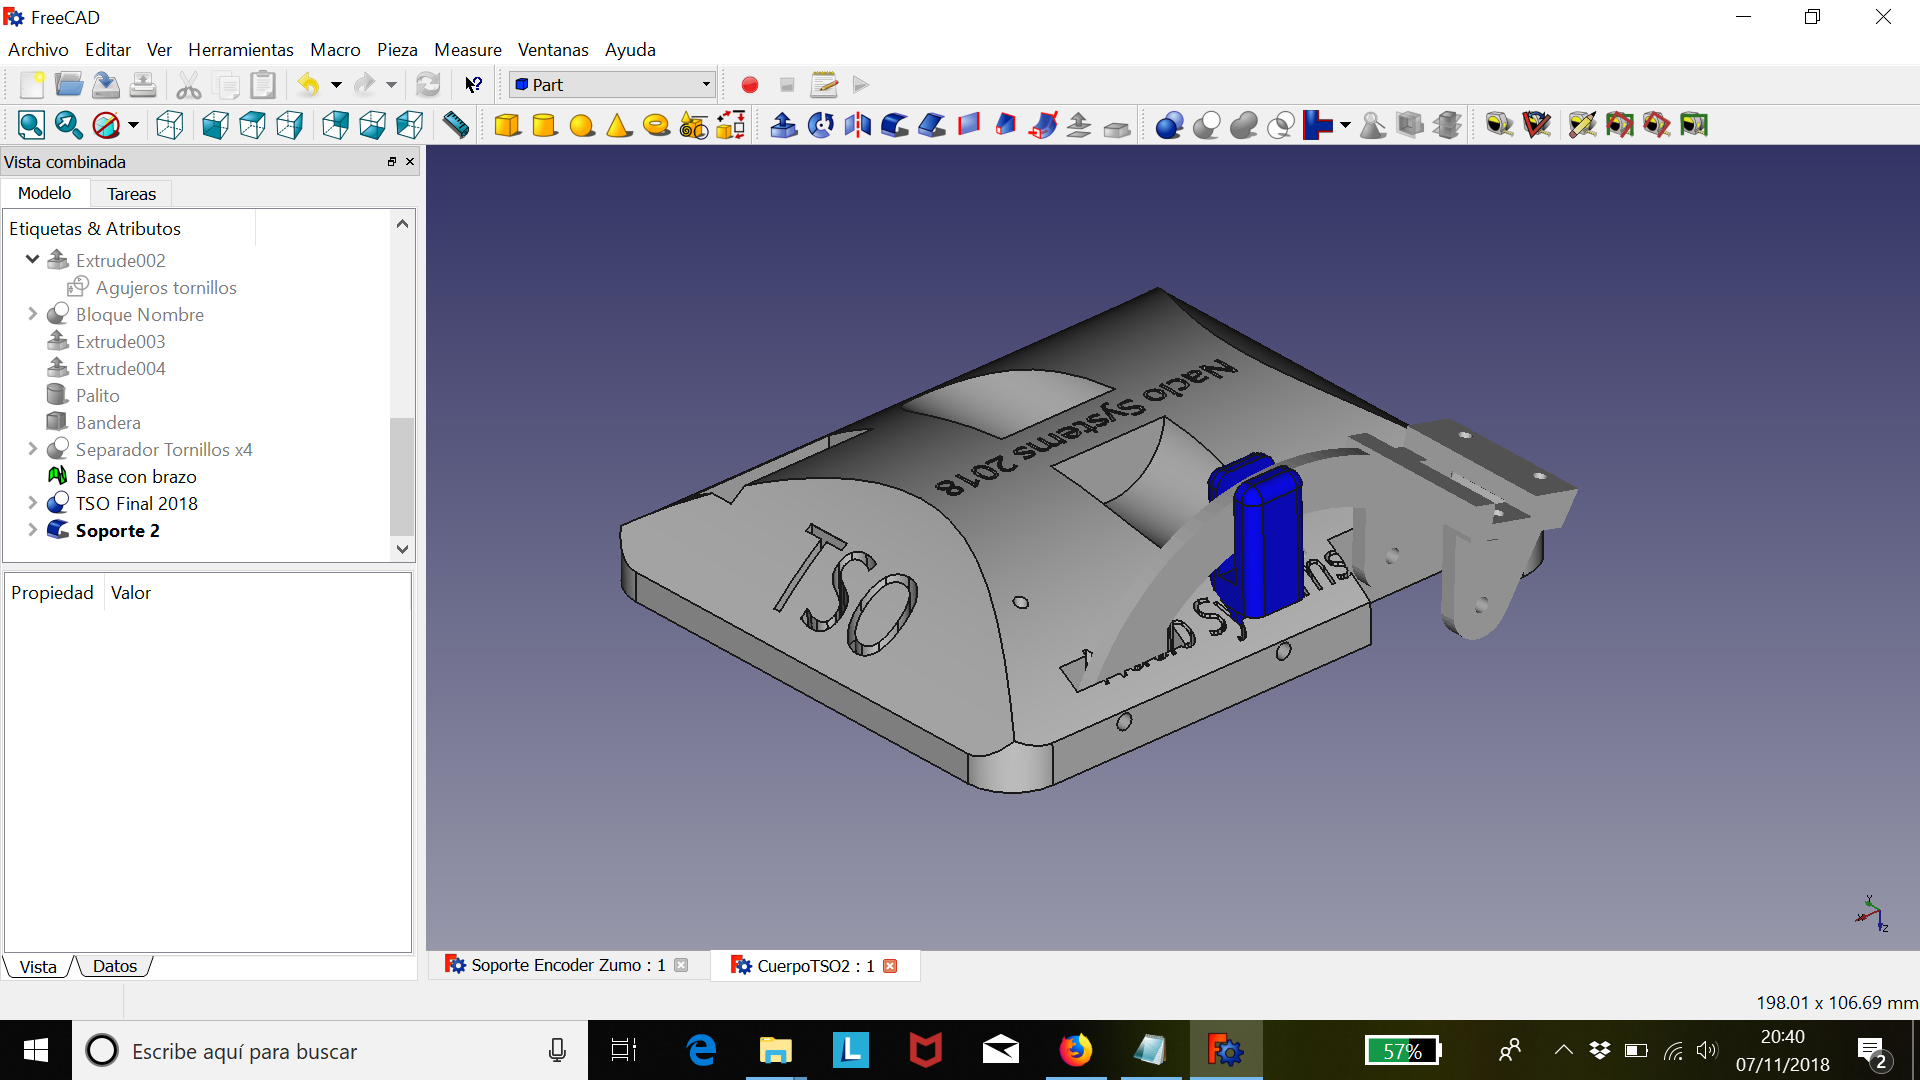 FreeCAD
Archivo Editar Ver Herramientas Macro Pieza Measure Ventanas Ayuda
Part
Vista combinada
Modelo Tareas
Etiquetas & Atributos
Extrude002
Agujeros tornillos
Bloque Nombre
Extrude003
Extrude004
Palito
Bandera
Separador Tornillos x4
Base con brazo
TSO Final 2018
Soporte 2
Propiedad Valor
Vista Datos
Nacio Systems 2018
TSO
Soporte Encoder Zumo : 1
CuerpoTSO2 : 1
198.01 x 106.69 mm
Escribe aquí para buscar
57%
20:40
07/11/2018
2